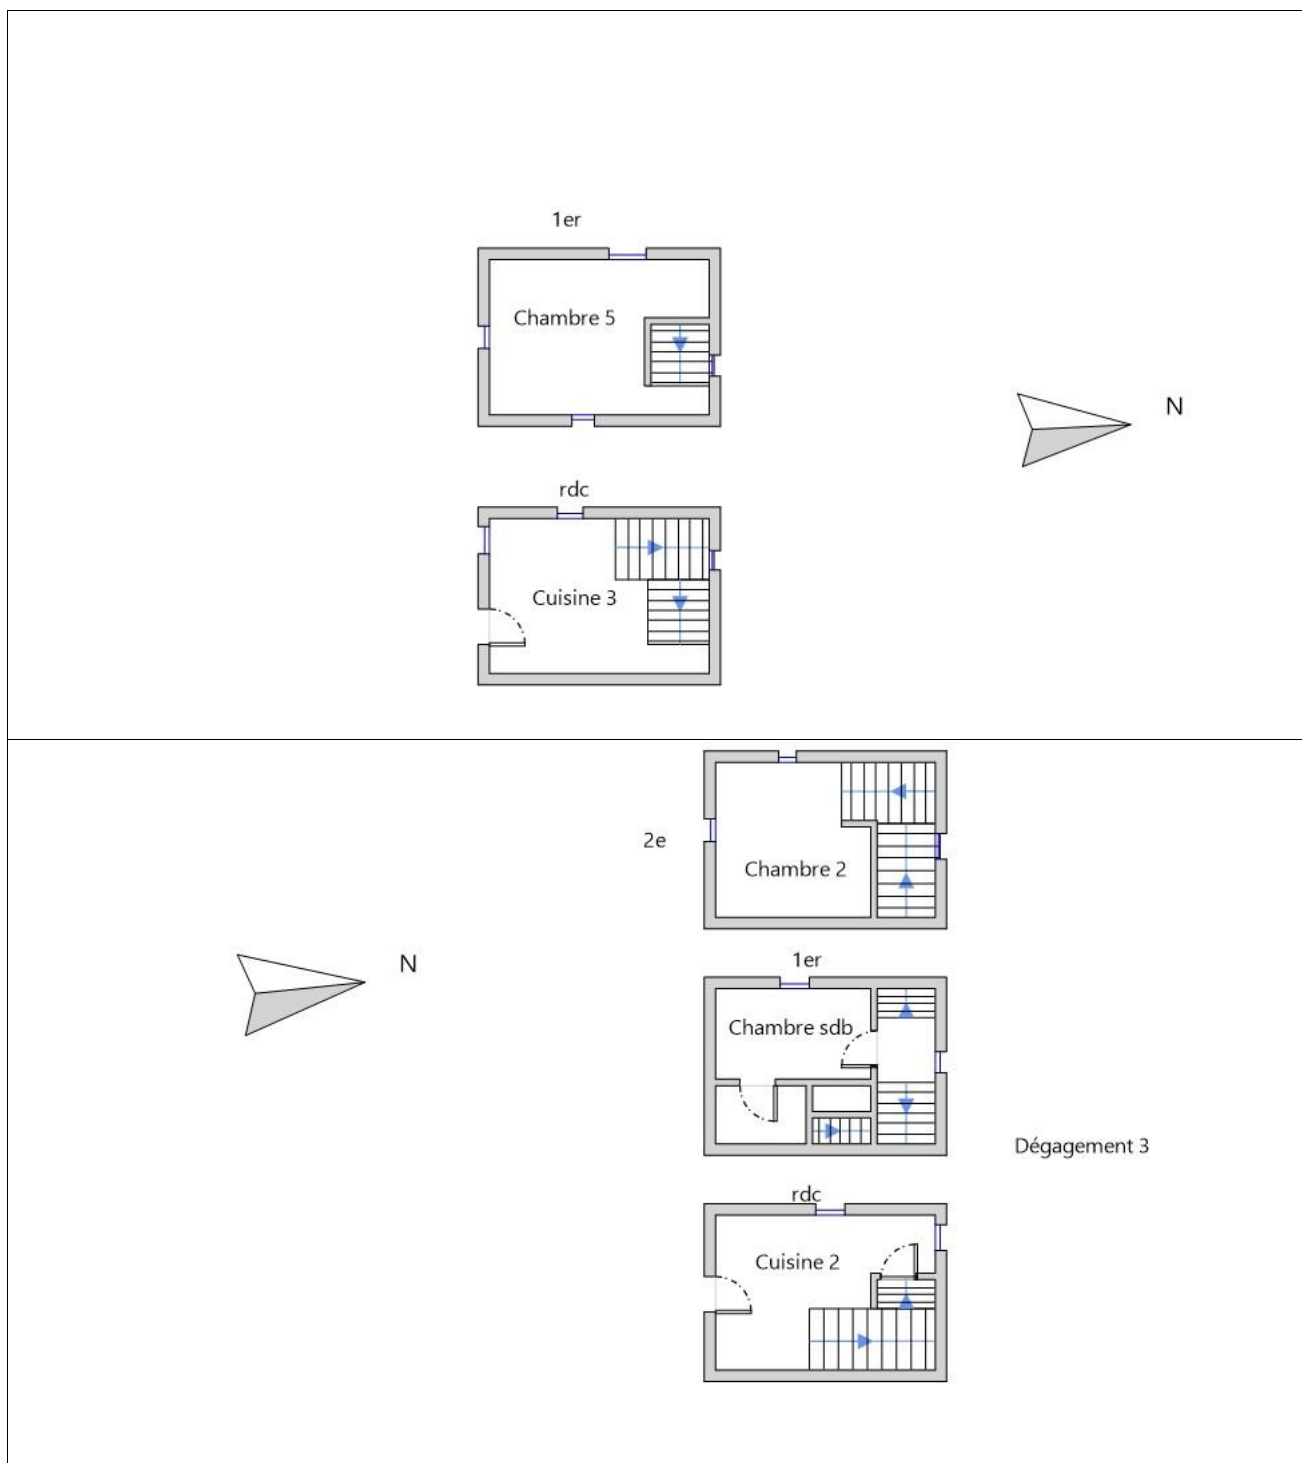 1er
Chambre 5
N
rdc
Cuisine 3
2e
Chambre 2
N
1er
Chambre sdb
Dégagement 3
rdc
Cuisine 2